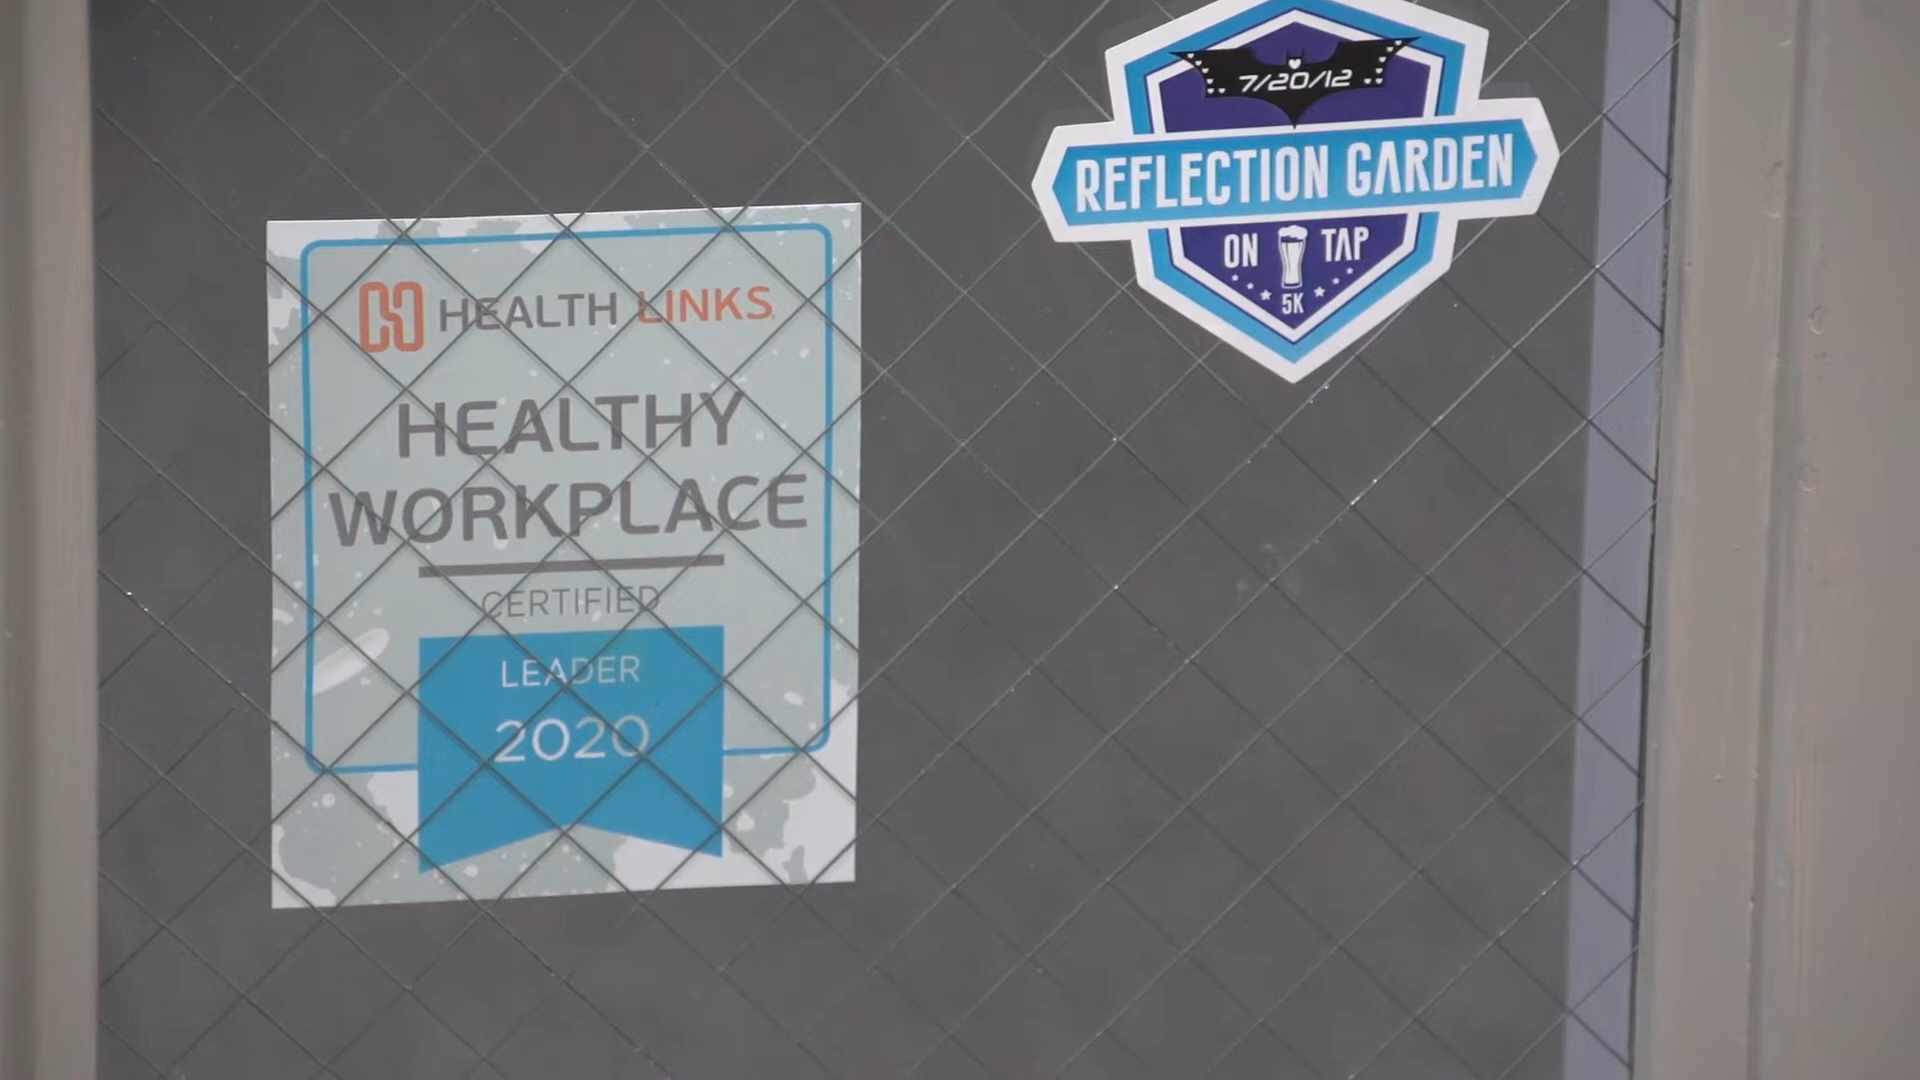 HEALTH LINKS
HEALTHY
WORKPLACE
CERTIFIED
LEADER
2020
7/20/12
REFLECTION GARDEN
ON TAP
5K